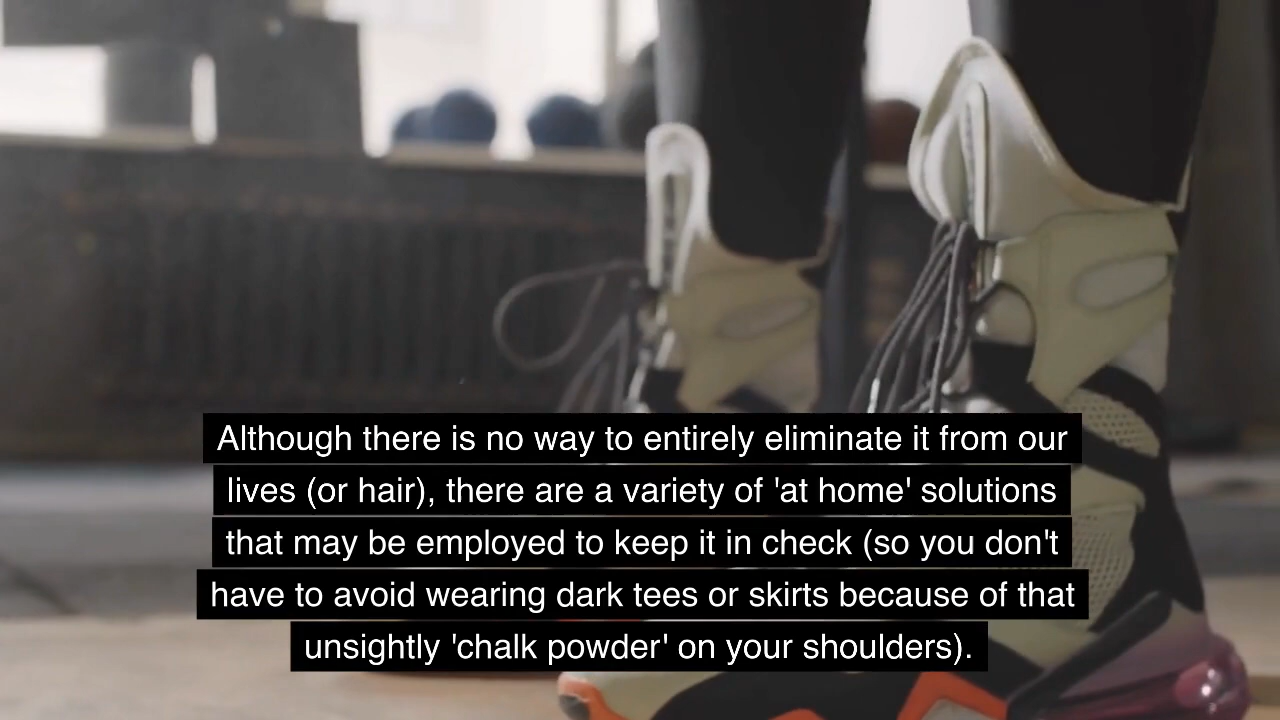 Although there is no way to entirely eliminate it from our
lives (or hair), there are a variety of 'at home' solutions
that may be employed to keep it in check (so you don't
have to avoid wearing dark tees or skirts because of that
unsightly 'chalk powder' on your shoulders).